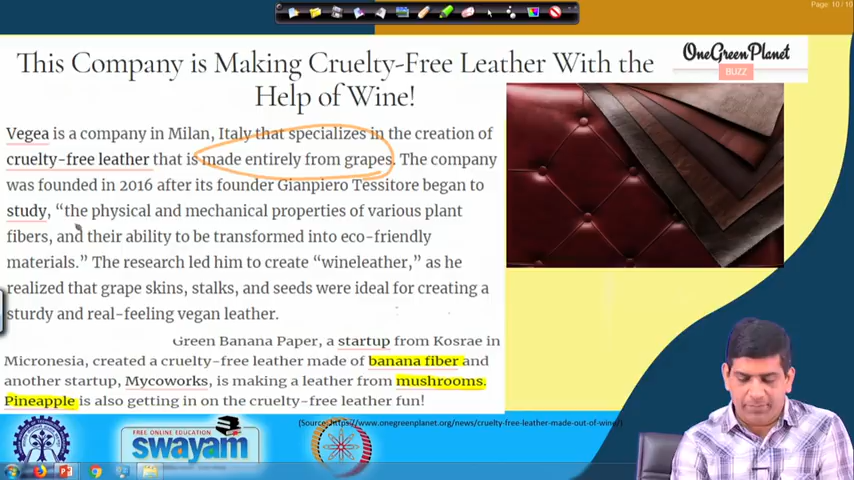 Page: 10 / 10
This Company is Making Cruelty-Free Leather With the
Help of Wine!
OneGreenPlanet
BUZZ
Vegea is a company in Milan, Italy that specializes in the creation of
cruelty-free leather that is made entirely from grapes. The company
was founded in 2016 after its founder Gianpiero Tessitore began to
study, “the physical and mechanical properties of various plant
fibers, and their ability to be transformed into eco-friendly
materials.” The research led him to create “wineleather,” as he
realized that grape skins, stalks, and seeds were ideal for creating a
sturdy and real-feeling vegan leather.
Green Banana Paper, a startup from Kosrae in
Micronesia, created a cruelty-free leather made of banana fiber and
another startup, Mycoworks, is making a leather from mushrooms.
Pineapple is also getting in on the cruelty-free leather fun!
[Source:https://www.onegreenplanet.org/news/cruelty-free-leather-made-out-of-wine/]
FREE ONLINE EDUCATION
swayam